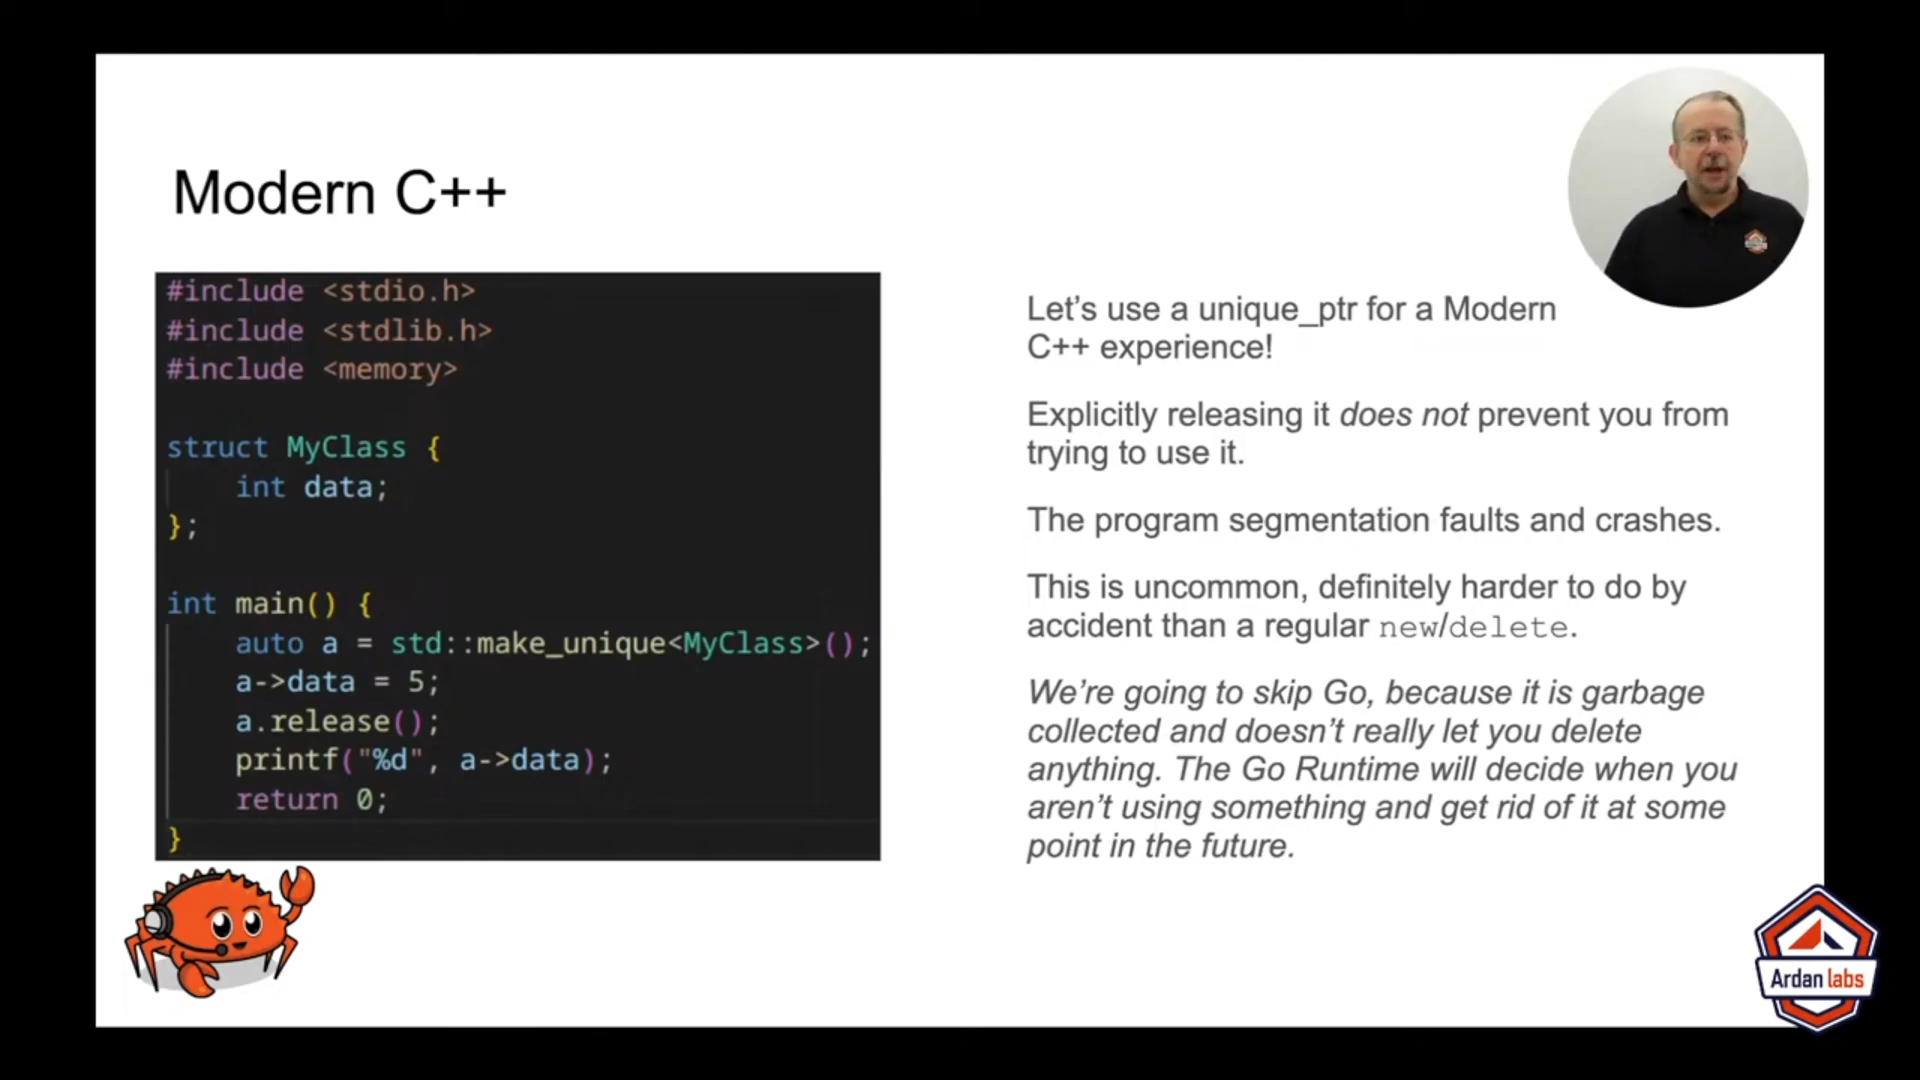 Modern C++
#include <stdio.h>
#include <stdlib.h>
#include <memory>
struct MyClass {
    int data;
};
int main() {
    auto a = std::make_unique<MyClass>();
    a->data = 5;
    a.release();
    printf("%d", a->data);
    return 0;
}
Let’s use a unique_ptr for a Modern
C++ experience!
Explicitly releasing it does not prevent you from
trying to use it.
The program segmentation faults and crashes.
This is uncommon, definitely harder to do by
accident than a regular new/delete.
We’re going to skip Go, because it is garbage
collected and doesn’t really let you delete
anything. The Go Runtime will decide when you
aren’t using something and get rid of it at some
point in the future.
Ardan labs